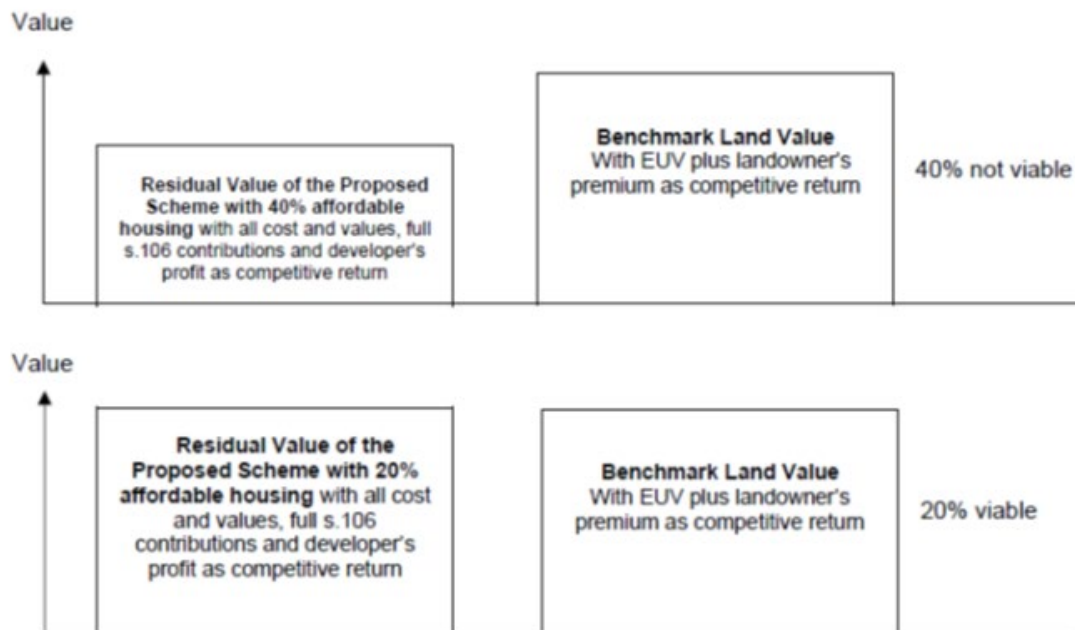 Value
Residual Value of the Proposed
Scheme with 40% affordable
housing with all cost and values, full
s.106 contributions and developer's
profit as competitive return
Benchmark Land Value
With EUV plus landowner's
premium as competitive return
40% not viable
Value
Residual Value of the
Proposed Scheme with 20%
affordable housing with all cost
and values, full s.106
contributions and developer's
profit as competitive return
Benchmark Land Value
With EUV plus landowner's
premium as competitive return
20% viable